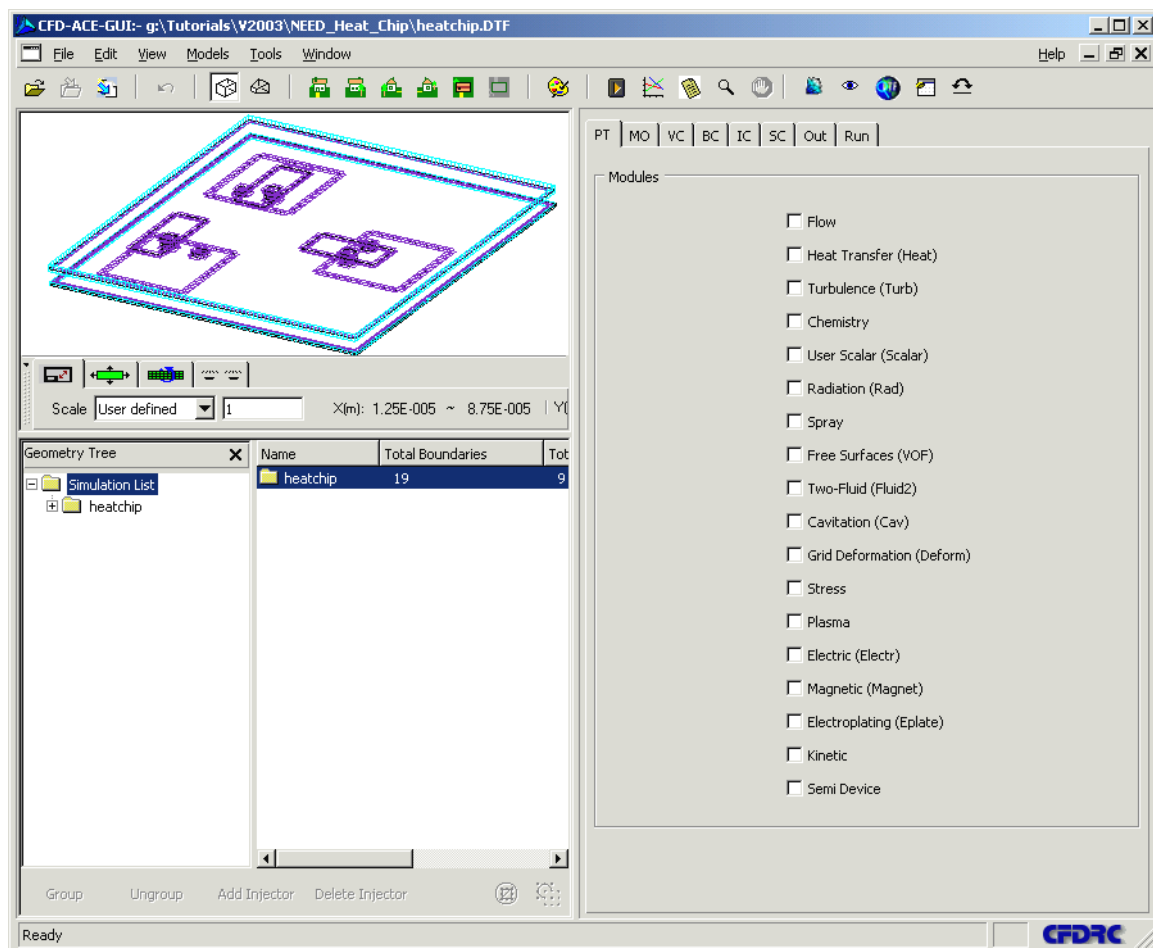 CFD-ACE-GUI:- g:\Tutorials\V2003\NEED_Heat_Chip\heatchip.DTF
File Edit View Models Tools Window Help
PT MO VC BC IC SC Out Run
Modules
Flow
Heat Transfer (Heat)
Turbulence (Turb)
Chemistry
User Scalar (Scalar)
Radiation (Rad)
Spray
Free Surfaces (VOF)
Two-Fluid (Fluid2)
Cavitation (Cav)
Grid Deformation (Deform)
Stress
Plasma
Electric (Electr)
Magnetic (Magnet)
Electroplating (Eplate)
Kinetic
Semi Device
Scale User defined 1 X(m): 1.25E-005 ~ 8.75E-005 Y(
Geometry Tree
Simulation List
heatchip
Name Total Boundaries Tot
heatchip 19 9
Group Ungroup Add Injector Delete Injector
Ready
CFDRC